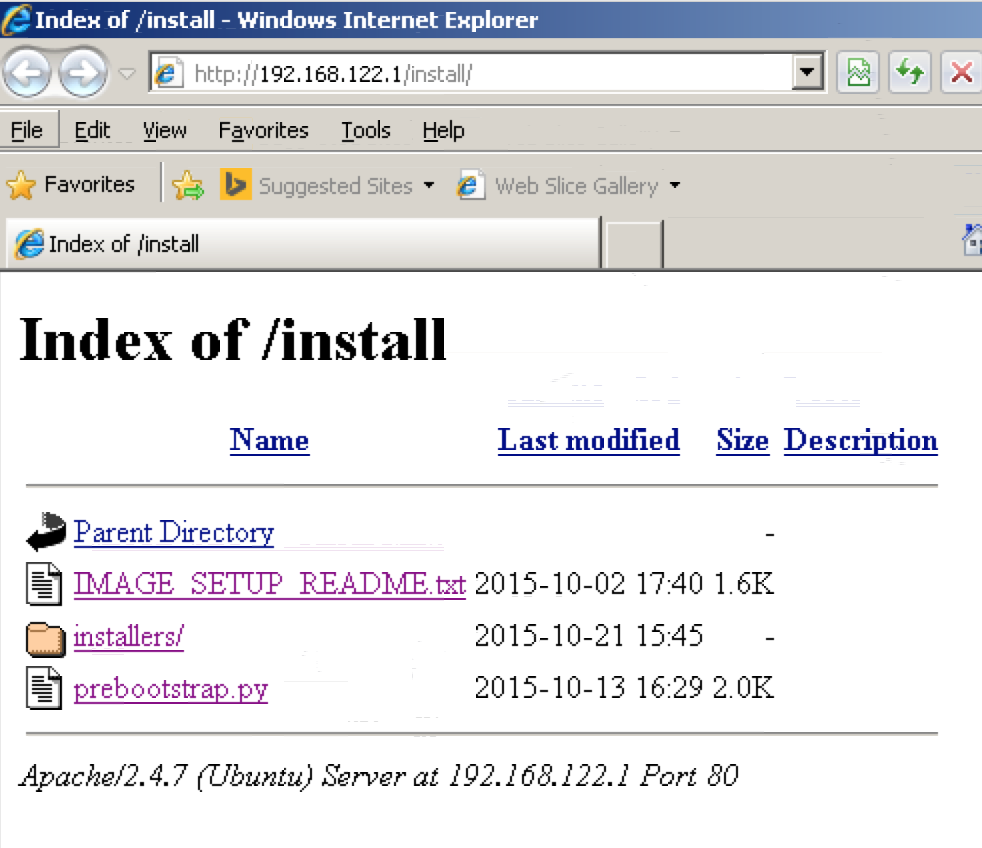 Index of /install - Windows Internet Explorer
http://192.168.122.1/install/
File Edit View Favorites Tools Help
Favorites Suggested Sites Web Slice Gallery
Index of /install
Index of /install
Name Last modified Size Description
Parent Directory -
IMAGE_SETUP_README.txt 2015-10-02 17:40 1.6K
installers/ 2015-10-21 15:45 -
prebootstrap.py 2015-10-13 16:29 2.0K
Apache/2.4.7 (Ubuntu) Server at 192.168.122.1 Port 80